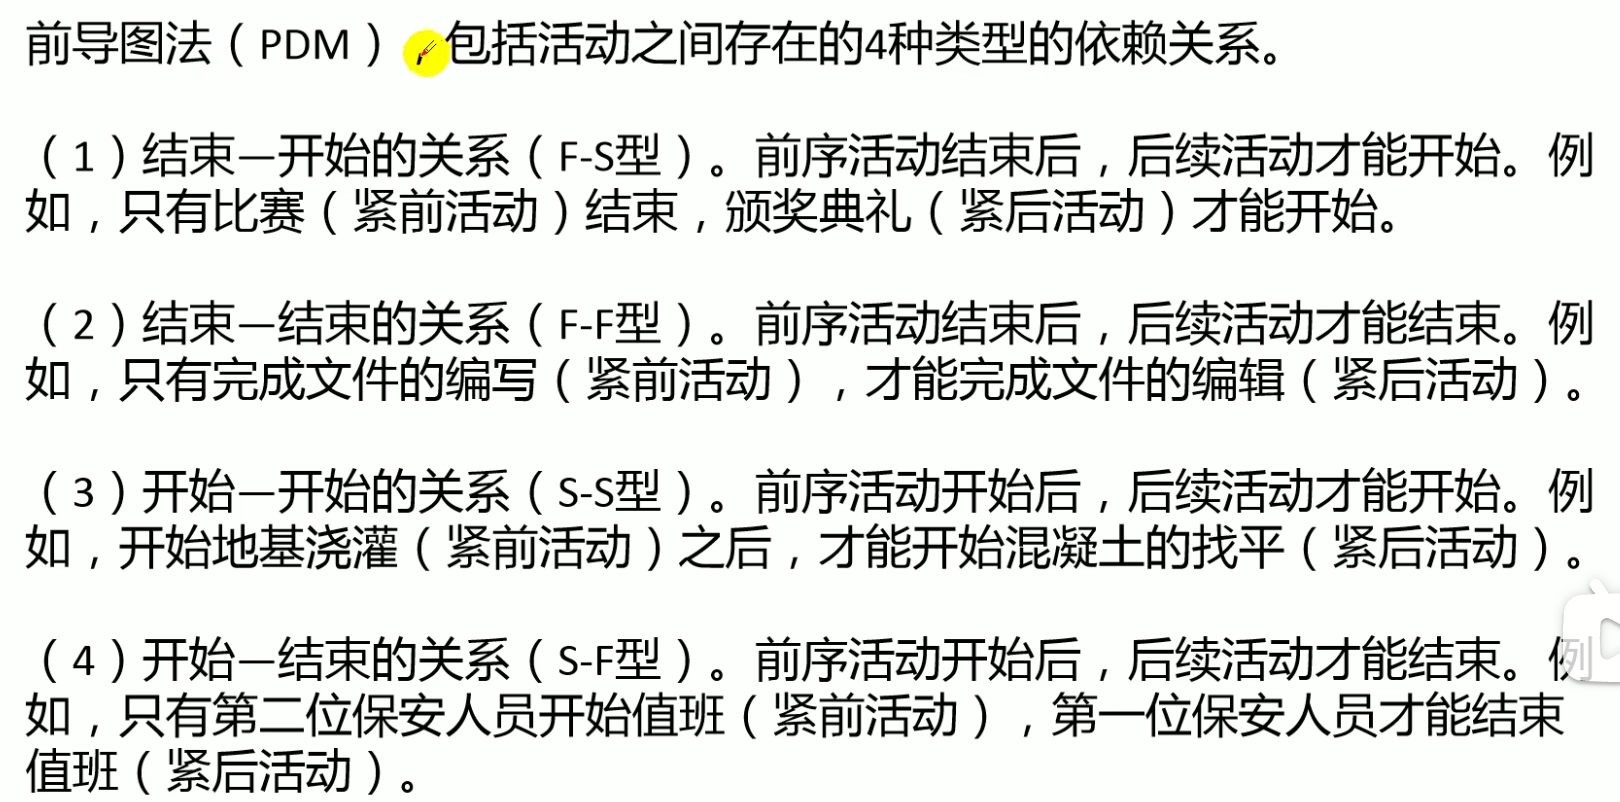 前导图法（PDM） 包括活动之间存在的4种类型的依赖关系。
（1）结束—开始的关系（F-S型）。前序活动结束后，后续活动才能开始。例
如，只有比赛（紧前活动）结束，颁奖典礼（紧后活动）才能开始。
（2）结束—结束的关系（F-F型）。前序活动结束后，后续活动才能结束。例
如，只有完成文件的编写（紧前活动），才能完成文件的编辑（紧后活动）。
（3）开始—开始的关系（S-S型）。前序活动开始后，后续活动才能开始。例
如，开始地基浇灌（紧前活动）之后，才能开始混凝土的找平（紧后活动）。
（4）开始—结束的关系（S-F型）。前序活动开始后，后续活动才能结束。例
如，只有第二位保安人员开始值班（紧前活动），第一位保安人员才能结束
值班（紧后活动）。